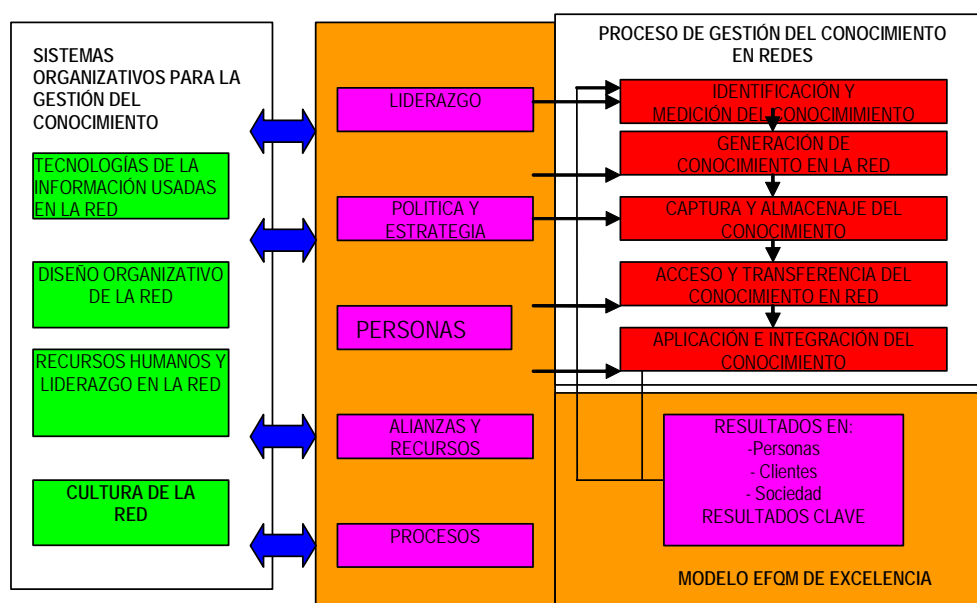 SISTEMAS
ORGANIZATIVOS PARA LA
GESTIÓN DEL
CONOCIMIENTO
TECNOLOGÍAS DE LA
INFORMACIÓN USADAS
EN LA RED
DISEÑO ORGANIZATIVO
DE LA RED
RECURSOS HUMANOS Y
LIDERAZGO EN LA RED
CULTURA DE LA
RED
LIDERAZGO
POLITICA Y
ESTRATEGIA
PERSONAS
ALIANZAS Y
RECURSOS
PROCESOS
PROCESO DE GESTIÓN DEL CONOCIMIENTO
EN REDES
IDENTIFICACIÓN Y
MEDICIÓN DEL CONOCIMIMIENTO
GENERACIÓN DE
CONOCIMIENTO EN LA RED
CAPTURA Y ALMACENAJE DEL
CONOCIMIENTO
ACCESO Y TRANSFERENCIA DEL
CONOCIMIENTO EN RED
APLICACIÓN E INTEGRACIÓN DEL
CONOCIMIENTO
RESULTADOS EN:
-Personas
- Clientes
- Sociedad
RESULTADOS CLAVE
MODELO EFQM DE EXCELENCIA